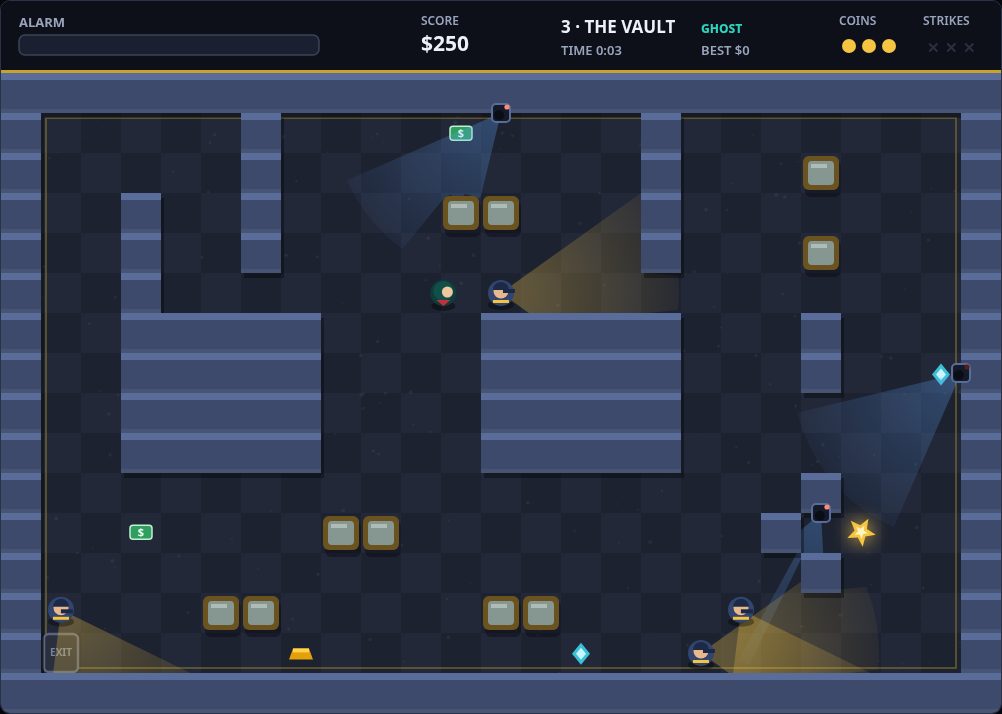 ALARM
SCORE
$250
3 · THE VAULT
TIME 0:03
GHOST
BEST $0
COINS
STRIKES
× × ×
$
$
EXIT